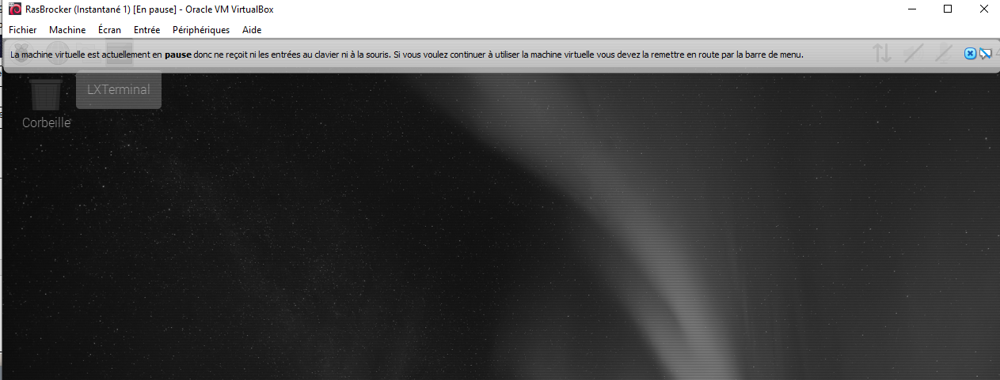 RasBrocker (Instantané 1) [En pause] - Oracle VM VirtualBox
Fichier Machine Écran Entrée Périphériques Aide
La machine virtuelle est actuellement en pause donc ne reçoit ni les entrées au clavier ni à la souris. Si vous voulez continuer à utiliser la machine virtuelle vous devez la remettre en route par la barre de menu.
LXTerminal
Corbeille